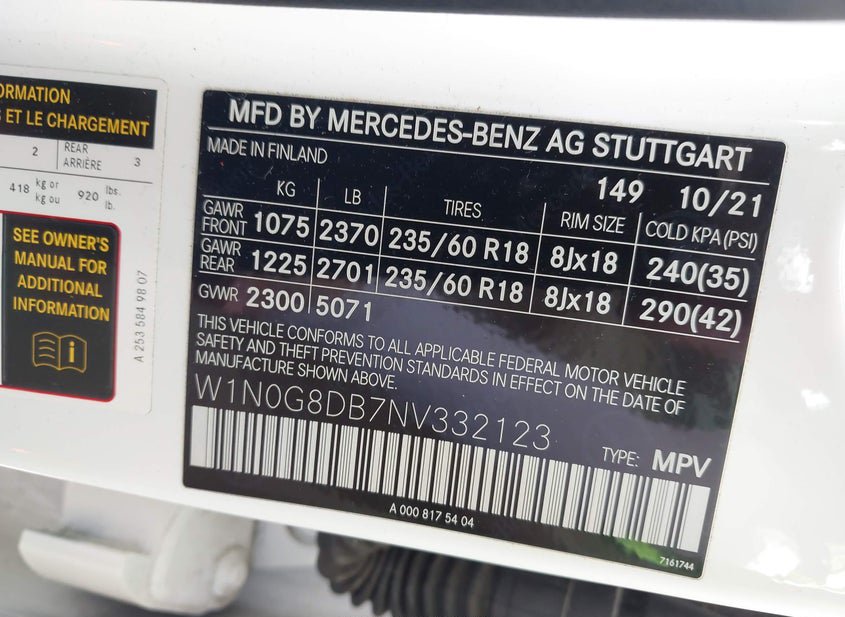 ORMATION
ET LE CHARGEMENT
2 REAR ARRIÈRE 3
418 kg or kg ou 920 lbs. lb.
SEE OWNER'S
MANUAL FOR
ADDITIONAL
INFORMATION
A 253 584 98 07
MFD BY MERCEDES-BENZ AG STUTTGART
MADE IN FINLAND
149 10/21
KG LB TIRES RIM SIZE COLD KPA (PSI)
GAWR FRONT 1075 2370 235/60 R18 8Jx18 240(35)
GAWR REAR 1225 2701 235/60 R18 8Jx18 290(42)
GVWR 2300 5071
THIS VEHICLE CONFORMS TO ALL APPLICABLE FEDERAL MOTOR VEHICLE
SAFETY AND THEFT PREVENTION STANDARDS IN EFFECT ON THE DATE OF
MANUFACTURE SHOWN ABOVE.
W1N0G8DB7NV332123
TYPE: MPV
A 000 817 54 04
7161744